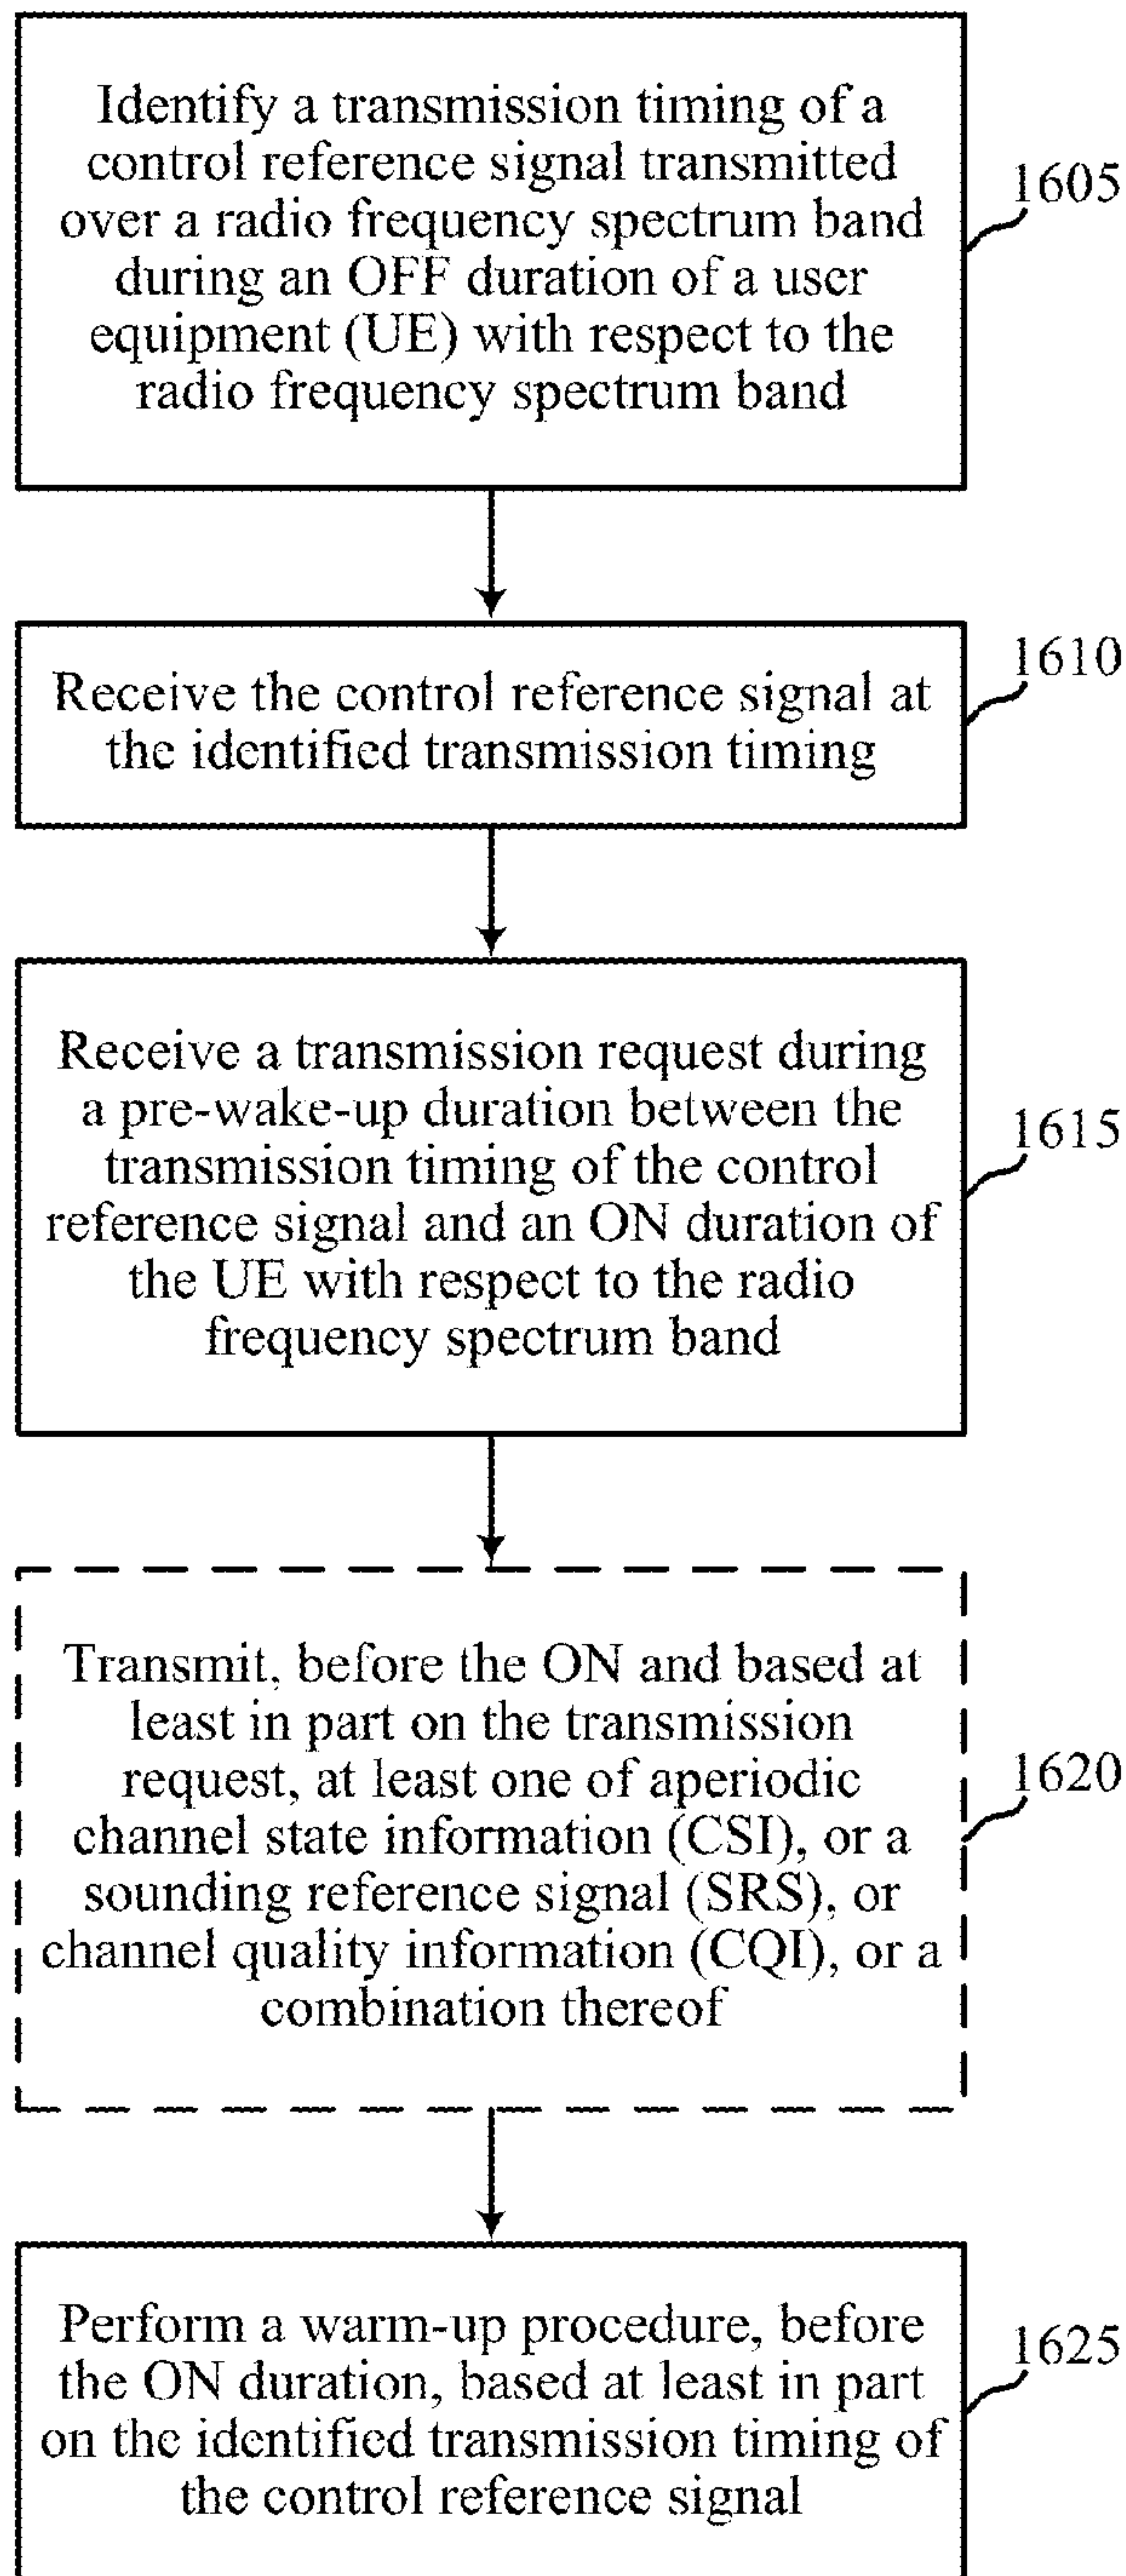 Identify a transmission timing of a
control reference signal transmitted
over a radio frequency spectrum band
during an OFF duration of a user
equipment (UE) with respect to the
radio frequency spectrum band
1605
Receive the control reference signal at
the identified transmission timing
1610
Receive a transmission request during
a pre-wake-up duration between the
transmission timing of the control
reference signal and an ON duration of
the UE with respect to the radio
frequency spectrum band
1615
Transmit, before the ON and based at
least in part on the transmission
request, at least one of aperiodic
channel state information (CSI), or a
sounding reference signal (SRS), or
channel quality information (CQI), or a
combination thereof
1620
Perform a warm-up procedure, before
the ON duration, based at least in part
on the identified transmission timing of
the control reference signal
1625